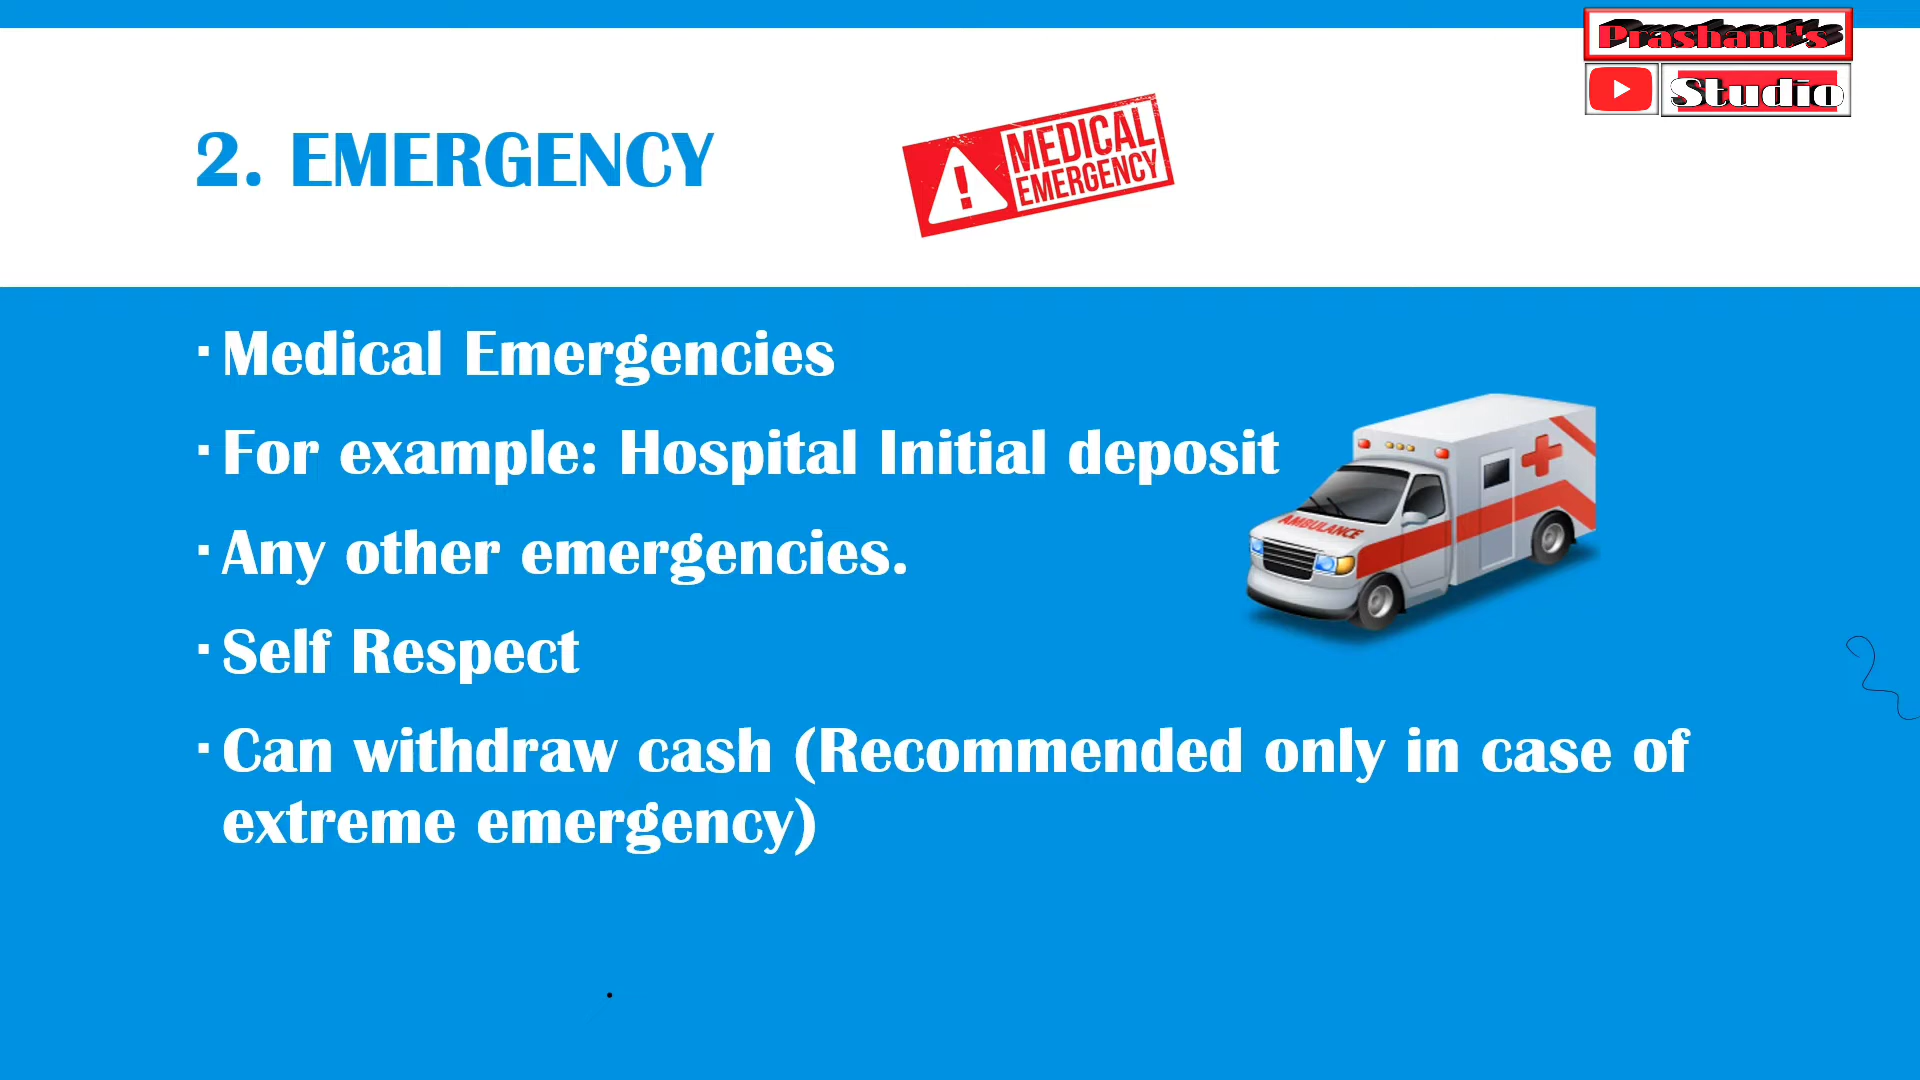 Prashant's
Studio
2. EMERGENCY
MEDICAL
EMERGENCY
▪ Medical Emergencies
▪ For example: Hospital Initial deposit
▪ Any other emergencies.
▪ Self Respect
▪ Can withdraw cash (Recommended only in case of
extreme emergency)
AMBULANCE